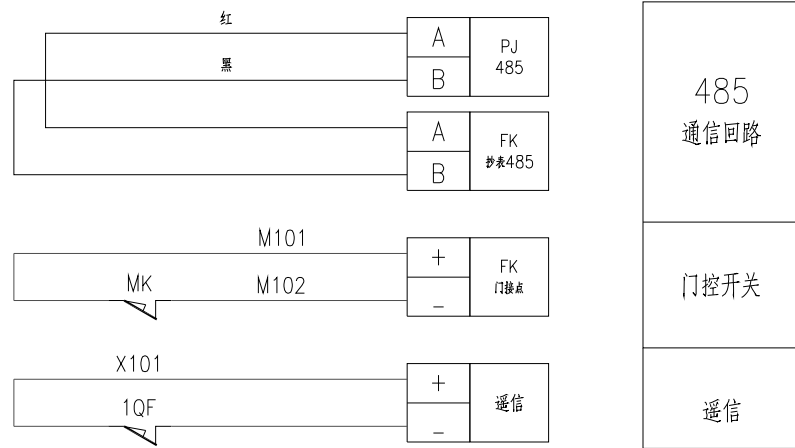 红
A
PJ
485
黑
B
485
通信回路
A
FK
抄表485
B
M101
+
FK
门接点
MK
M102
-
门控开关
X101
+
遥信
1QF
-
遥信